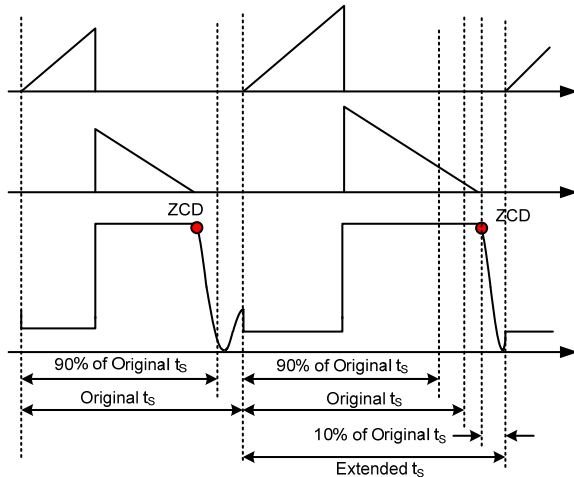 ZCD
ZCD
90% of Original tS
90% of Original tS
Original tS
Original tS
10% of Original tS
Extended tS